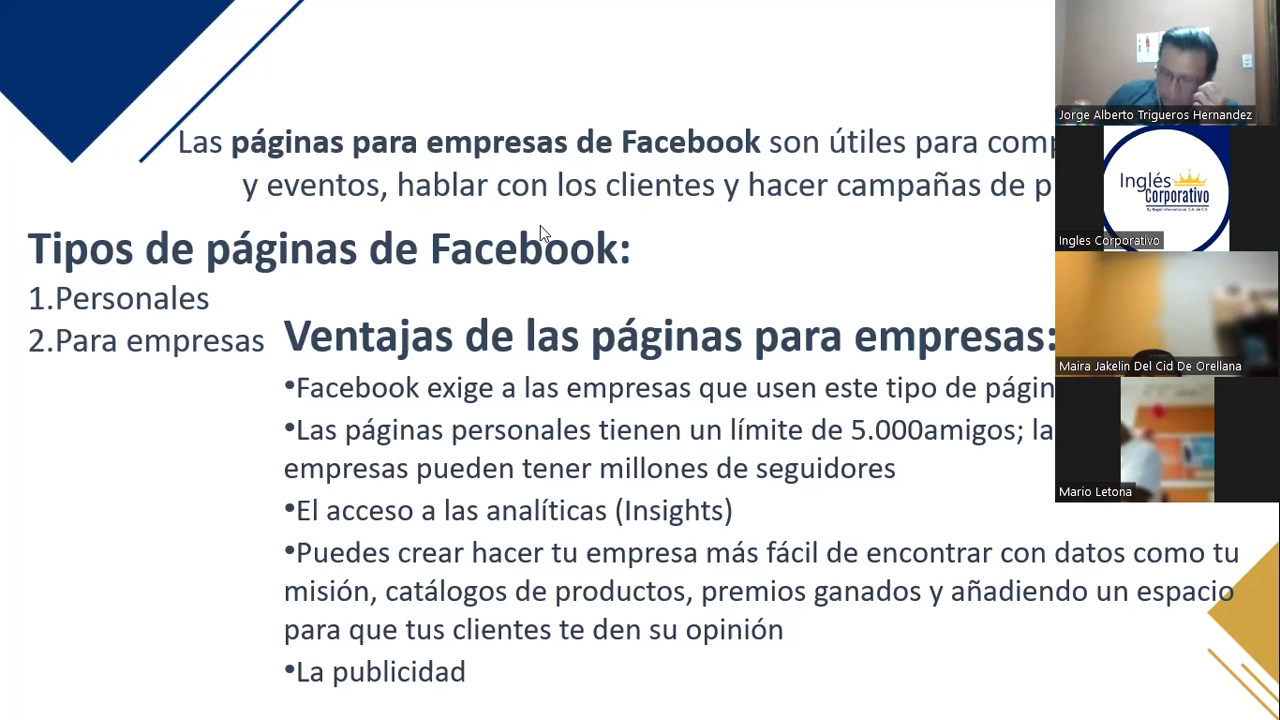 Las páginas para empresas de Facebook son útiles para
y eventos, hablar con los clientes y hacer campañas de
Tipos de páginas de Facebook:
1.Personales
2.Para empresas
Ventajas de las páginas para empresas:
•Facebook exige a las empresas que usen este tipo de
•Las páginas personales tienen un límite de 5.000amigos;
empresas pueden tener millones de seguidores
•El acceso a las analíticas (Insights)
•Puedes crear hacer tu empresa más fácil de encontrar con datos como tu
misión, catálogos de productos, premios ganados y añadiendo un espacio
para que tus clientes te den su opinión
•La publicidad
Jorge Alberto Trigueros Hernandez
Inglés
Corporativo
Ingles Corporativo
Maira Jakelin Del Cid De Orellana
Mario Letona